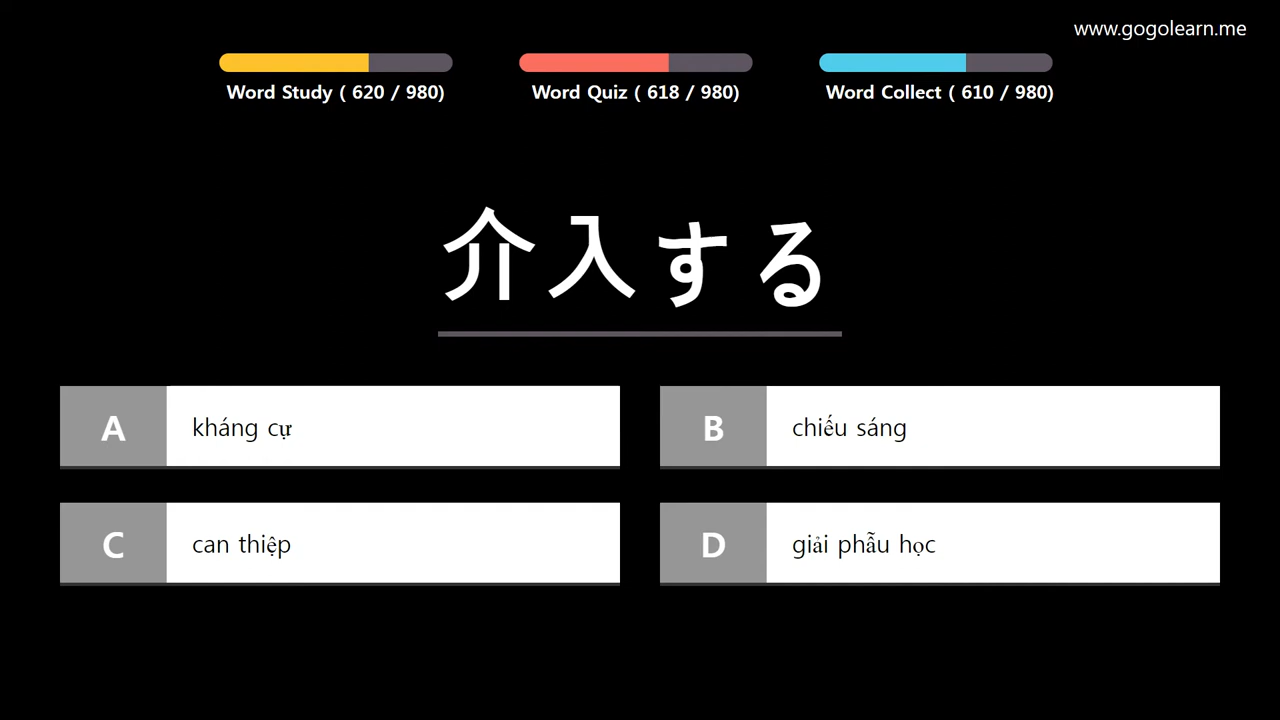 www.gogolearn.me
Word Study ( 620 / 980)
Word Quiz ( 618 / 980)
Word Collect ( 610 / 980)
介入する
A
kháng cự
B
chiếu sáng
C
can thiệp
D
giải phẫu học